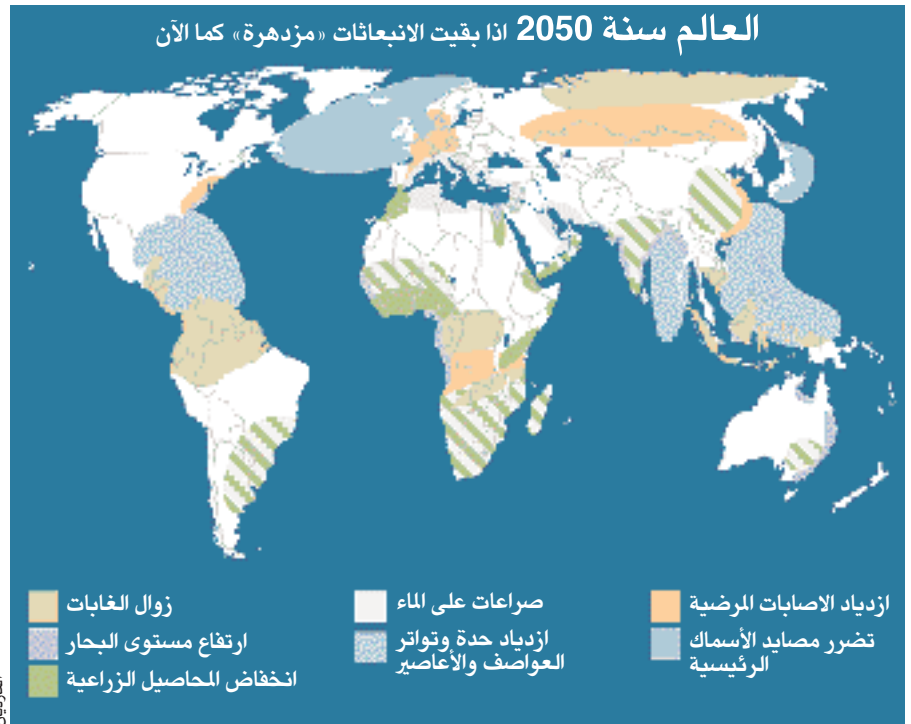 العالم سنة 2050 اذا بقيت الانبعاثات «مزدهرة» كما الآن
ازدياد الاصابات المرضية
تضرر مصايد الأسماك
الرئيسية
صراعات على الماء
ازدياد حدة وتواتر
العواصف والأعاصير
زوال الغابات
ارتفاع مستوى البحار
انخفاض المحاصيل الزراعية